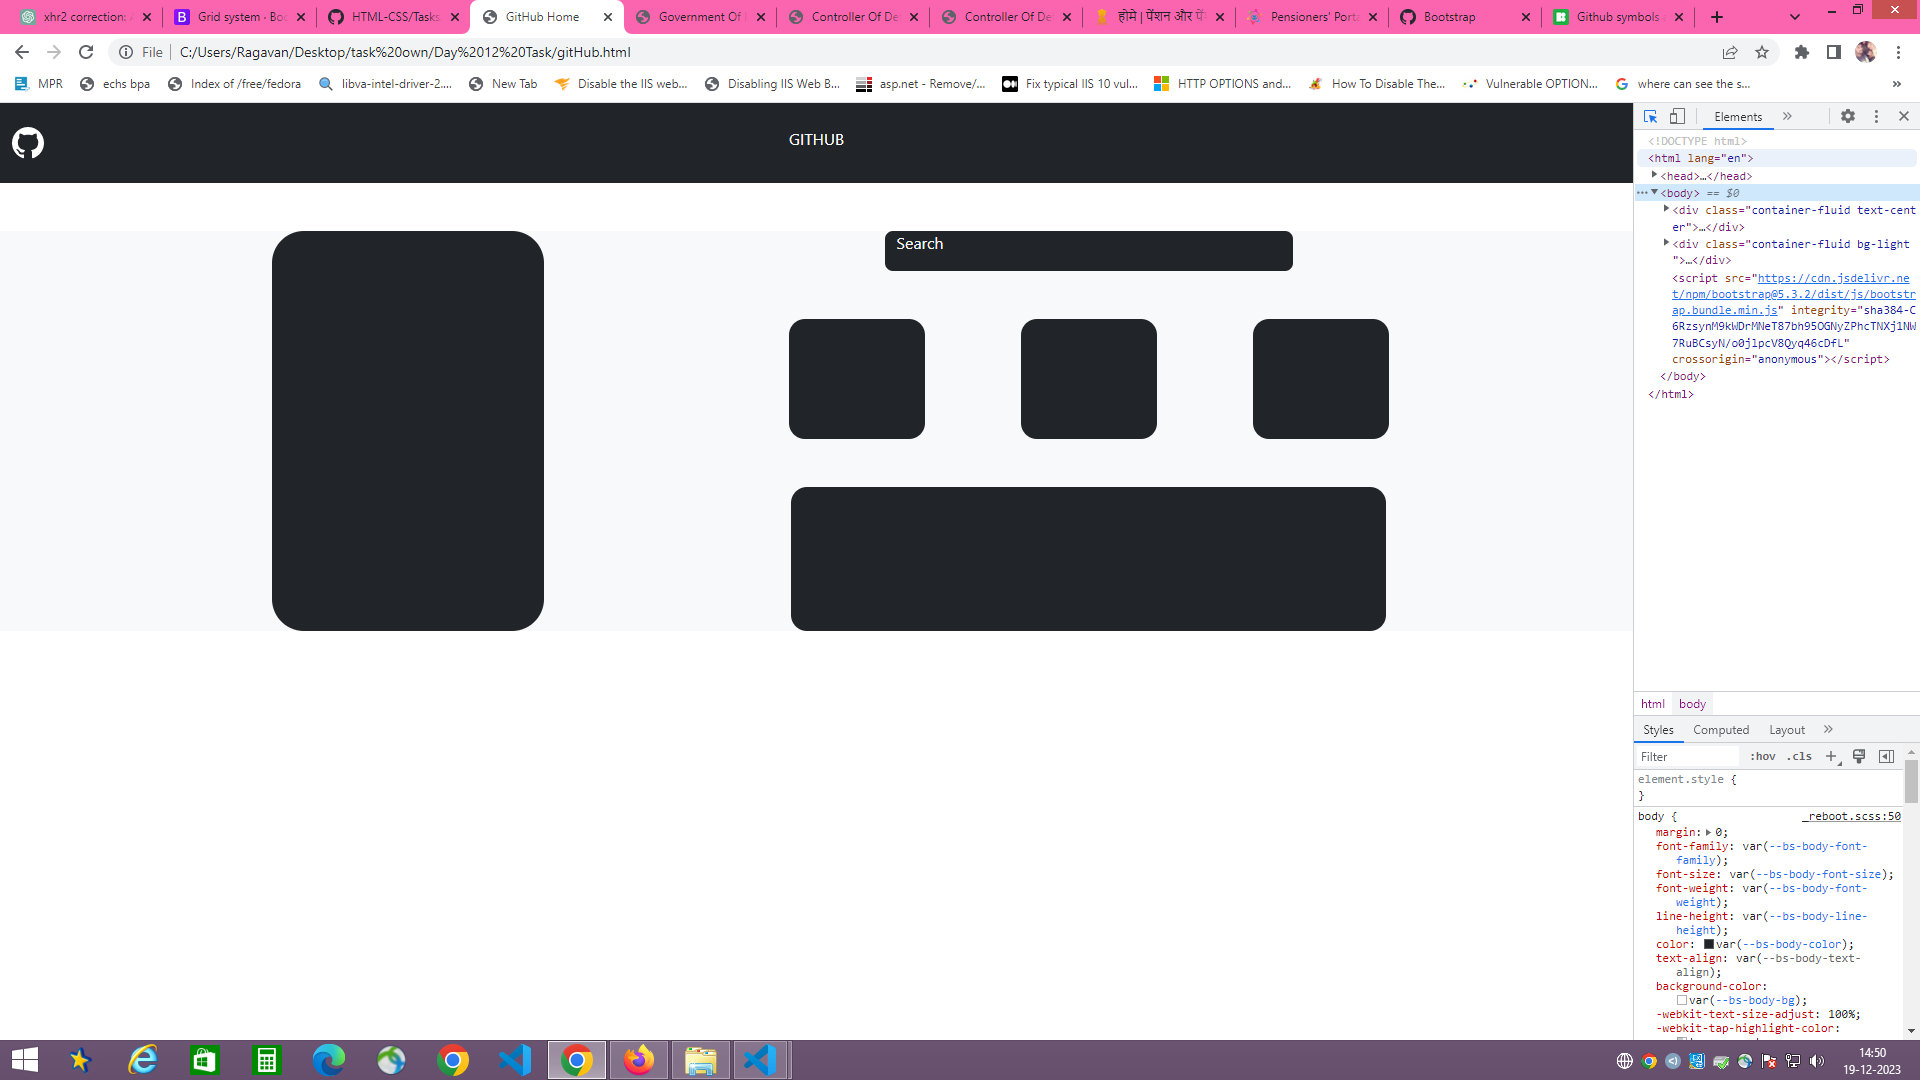 xhr2 correction: A
Grid system · Boo
HTML-CSS/Tasks
GitHub Home
Government Of I
Controller Of De
Controller Of De
होमे | पेंशन और पें
Pensioners' Porta
Bootstrap
Github symbols a
File C:/Users/Ragavan/Desktop/task%20own/Day%2012%20Task/gitHub.html
MPR
echs bpa
Index of /free/fedora
libva-intel-driver-2....
New Tab
Disable the IIS web...
Disabling IIS Web B...
asp.net - Remove/...
Fix typical IIS 10 vul...
HTTP OPTIONS and...
How To Disable The...
Vulnerable OPTION...
where can see the s...
»
GITHUB
Search
Elements »
<!DOCTYPE html>
<html lang="en">
<head>…</head>
<body> == $0
<div class="container-fluid text-cent
er">…</div>
<div class="container-fluid bg-light
">…</div>
<script src="https://cdn.jsdelivr.ne
t/npm/bootstrap@5.3.2/dist/js/bootstr
ap.bundle.min.js" integrity="sha384-C
6RzsynM9kWDrMNeT87bh95OGNyZPhcTNXj1NW
7RuBCsyN/o0jlpcV8Qyq46cDfL"
crossorigin="anonymous"></script>
</body>
</html>
html body
Styles Computed Layout »
Filter :hov .cls
element.style {
}
body { _reboot.scss:50
margin: 0;
font-family: var(--bs-body-font-
family);
font-size: var(--bs-body-font-size);
font-weight: var(--bs-body-font-
weight);
line-height: var(--bs-body-line-
height);
color: var(--bs-body-color);
text-align: var(--bs-body-text-
align);
background-color:
var(--bs-body-bg);
-webkit-text-size-adjust: 100%;
-webkit-tap-highlight-color:
14:50
19-12-2023